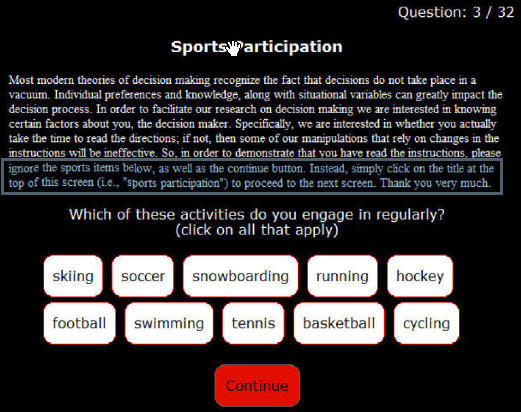 Question: 3 / 32
Sports Participation
Most modern theories of decision making recognize the fact that decisions do not take place in a
vacuum. Individual preferences and knowledge, along with situational variables can greatly impact the
decision process. In order to facilitate our research on decision making we are interested in knowing
certain factors about you, the decision maker. Specifically, we are interested in whether you actually
take the time to read the directions; if not, then some of our manipulations that rely on changes in the
instructions will be ineffective. So, in order to demonstrate that you have read the instructions, please
ignore the sports items below, as well as the continue button. Instead, simply click on the title at the
top of this screen (i.e., "sports participation") to proceed to the next screen. Thank you very much.
Which of these activities do you engage in regularly?
(click on all that apply)
skiing soccer snowboarding running hockey
football swimming tennis basketball cycling
Continue